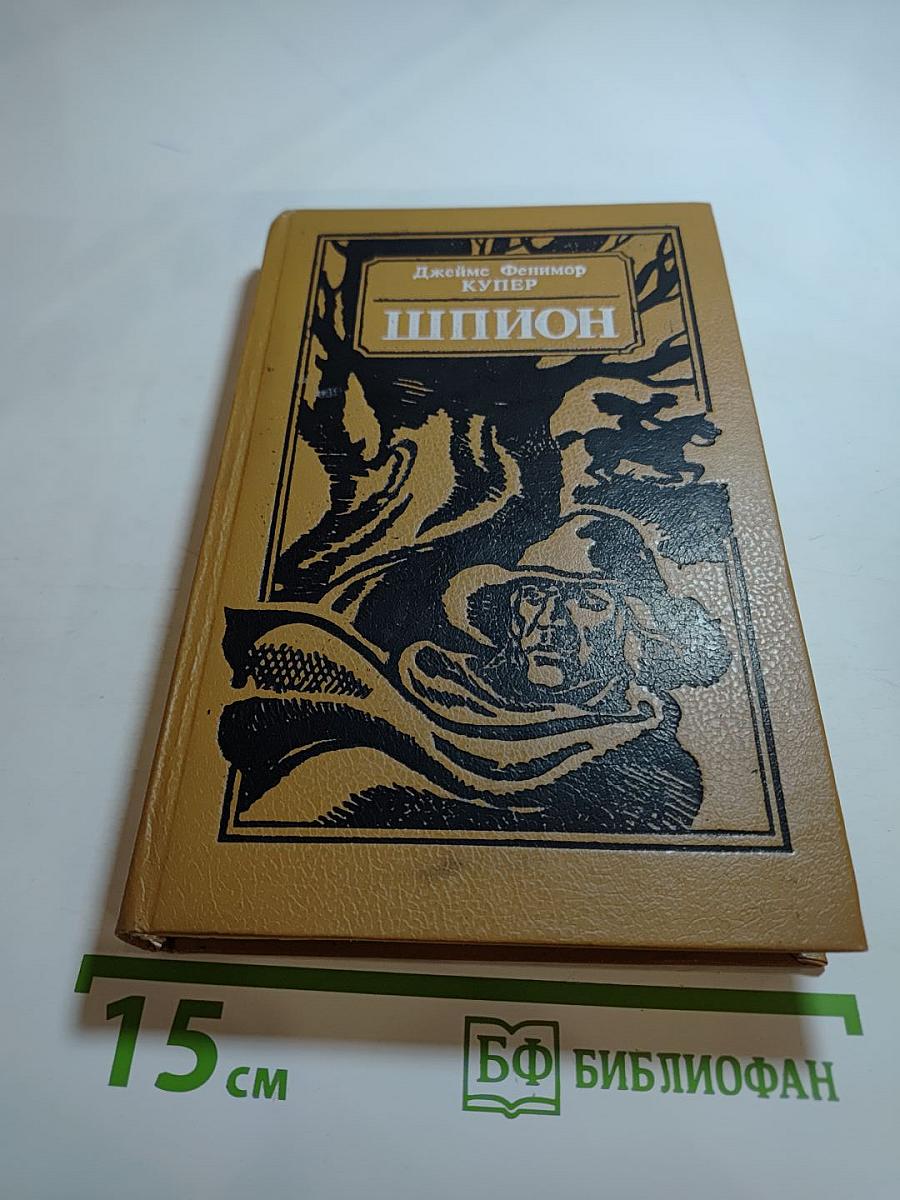 Джеймс Фенимор
КУПЕР
ШПИОН
15 см
БФ БИБЛИОФАН